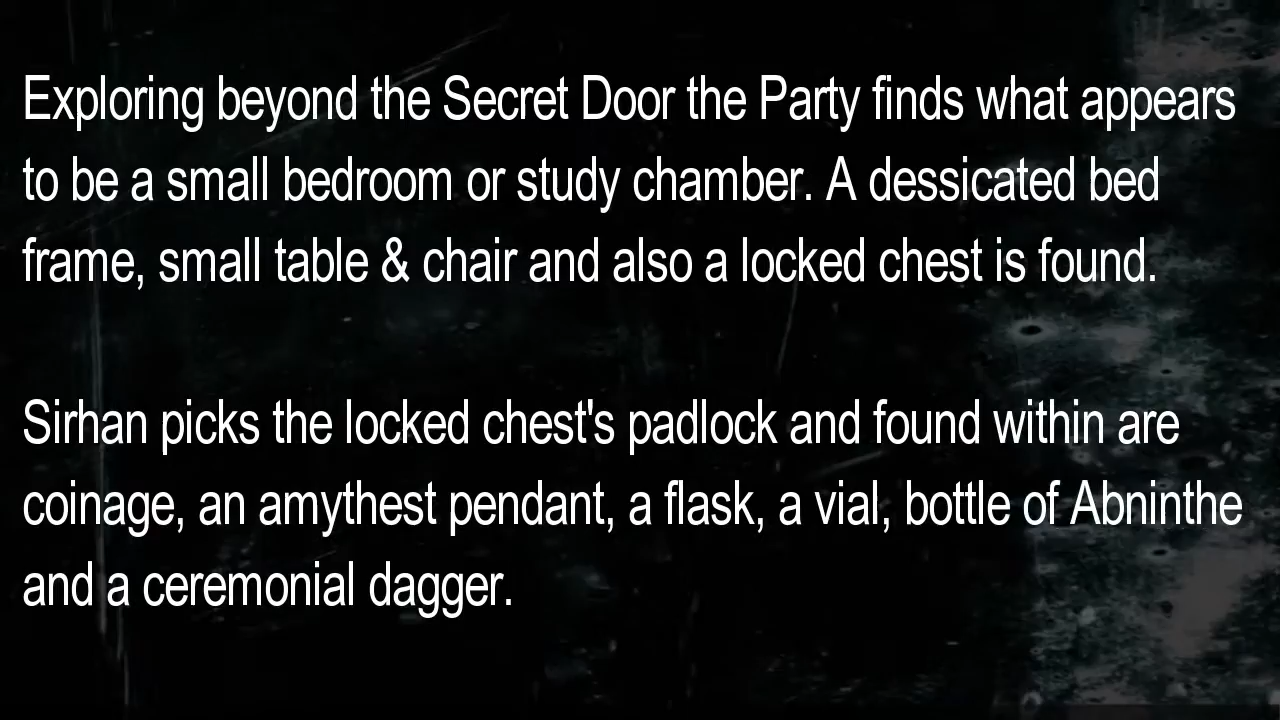 Exploring beyond the Secret Door the Party finds what appears
to be a small bedroom or study chamber. A dessicated bed
frame, small table & chair and also a locked chest is found.
Sirhan picks the locked chest's padlock and found within are
coinage, an amythest pendant, a flask, a vial, bottle of Abninthe
and a ceremonial dagger.